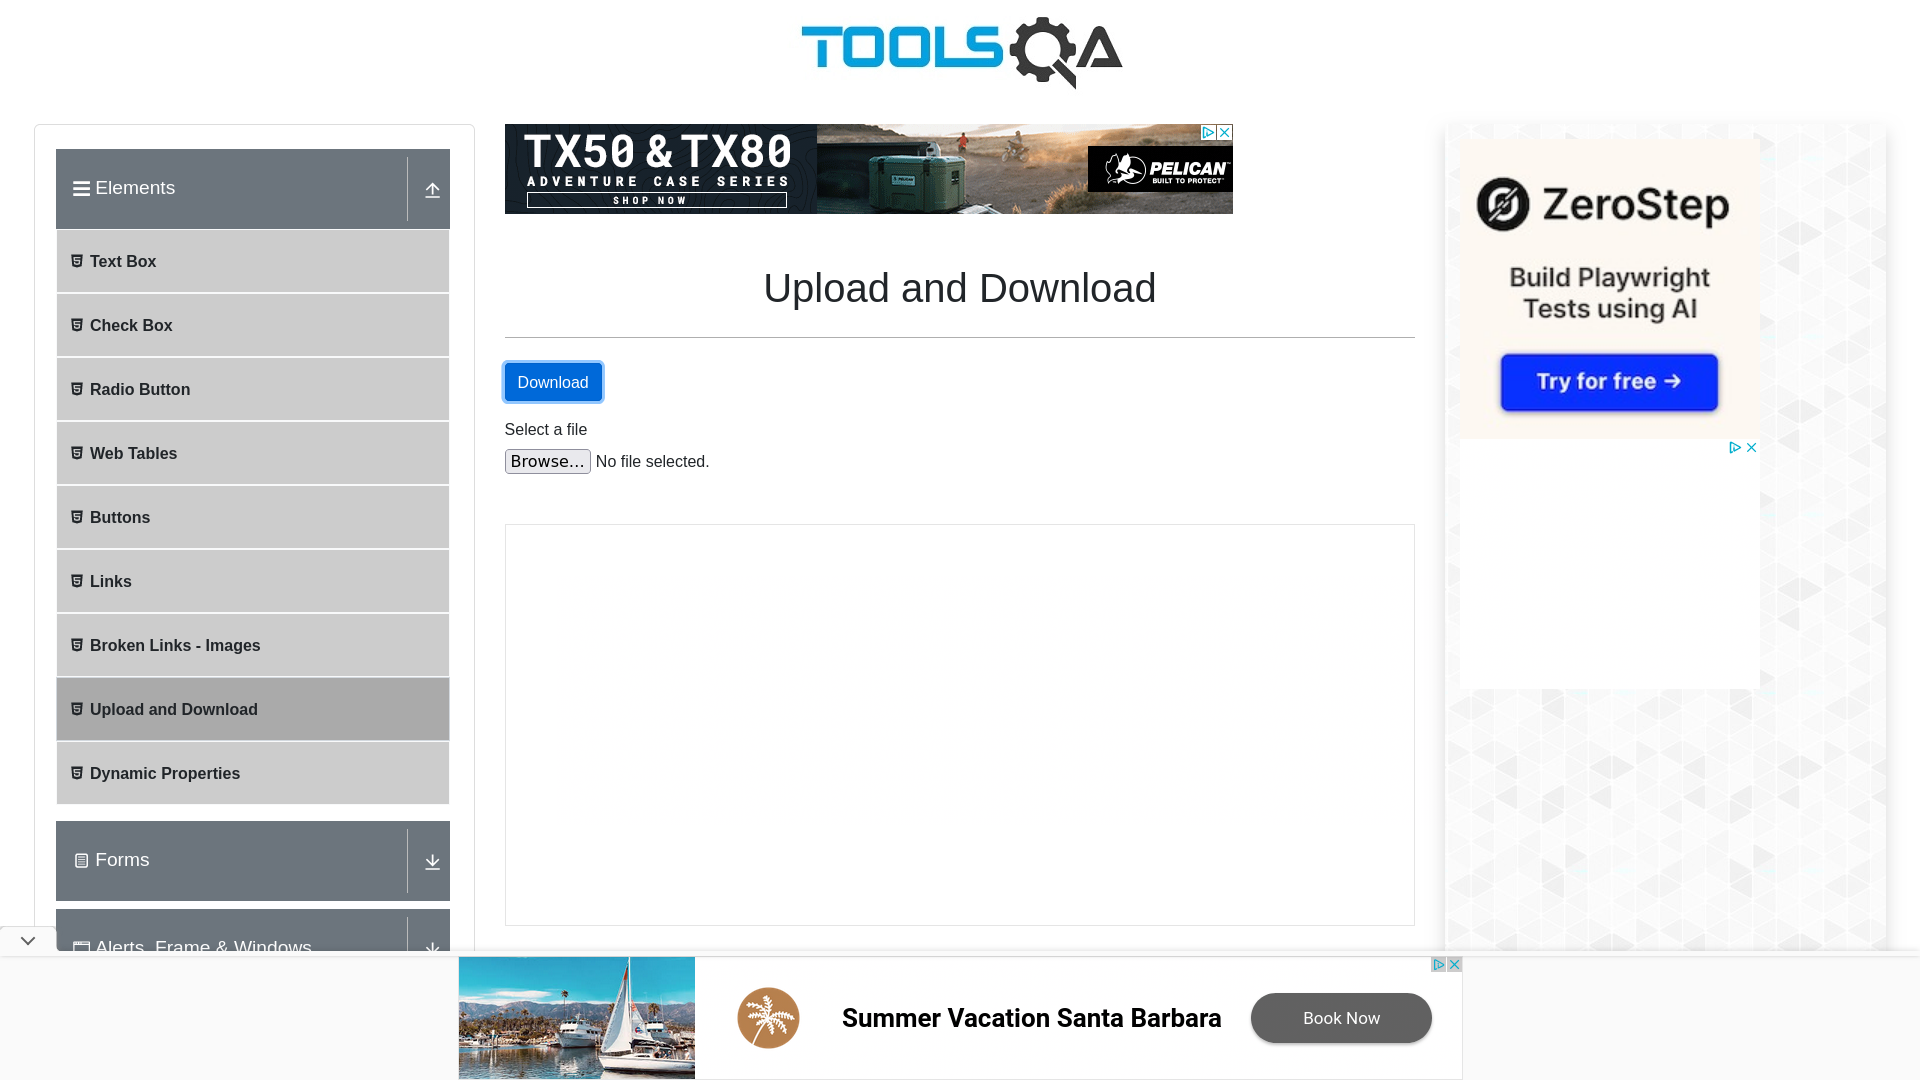 TOOLSQA
Elements
Text Box
Check Box
Radio Button
Web Tables
Buttons
Links
Broken Links - Images
Upload and Download
Dynamic Properties
Forms
Alerts, Frame & Windows
TX50 & TX80
ADVENTURE CASE SERIES
SHOP NOW
PELICAN™
BUILT TO PROTECT
Upload and Download
Download
Select a file
Browse... No file selected.
ZeroStep
Build Playwright
Tests using AI
Try for free →
Summer Vacation Santa Barbara
Book Now